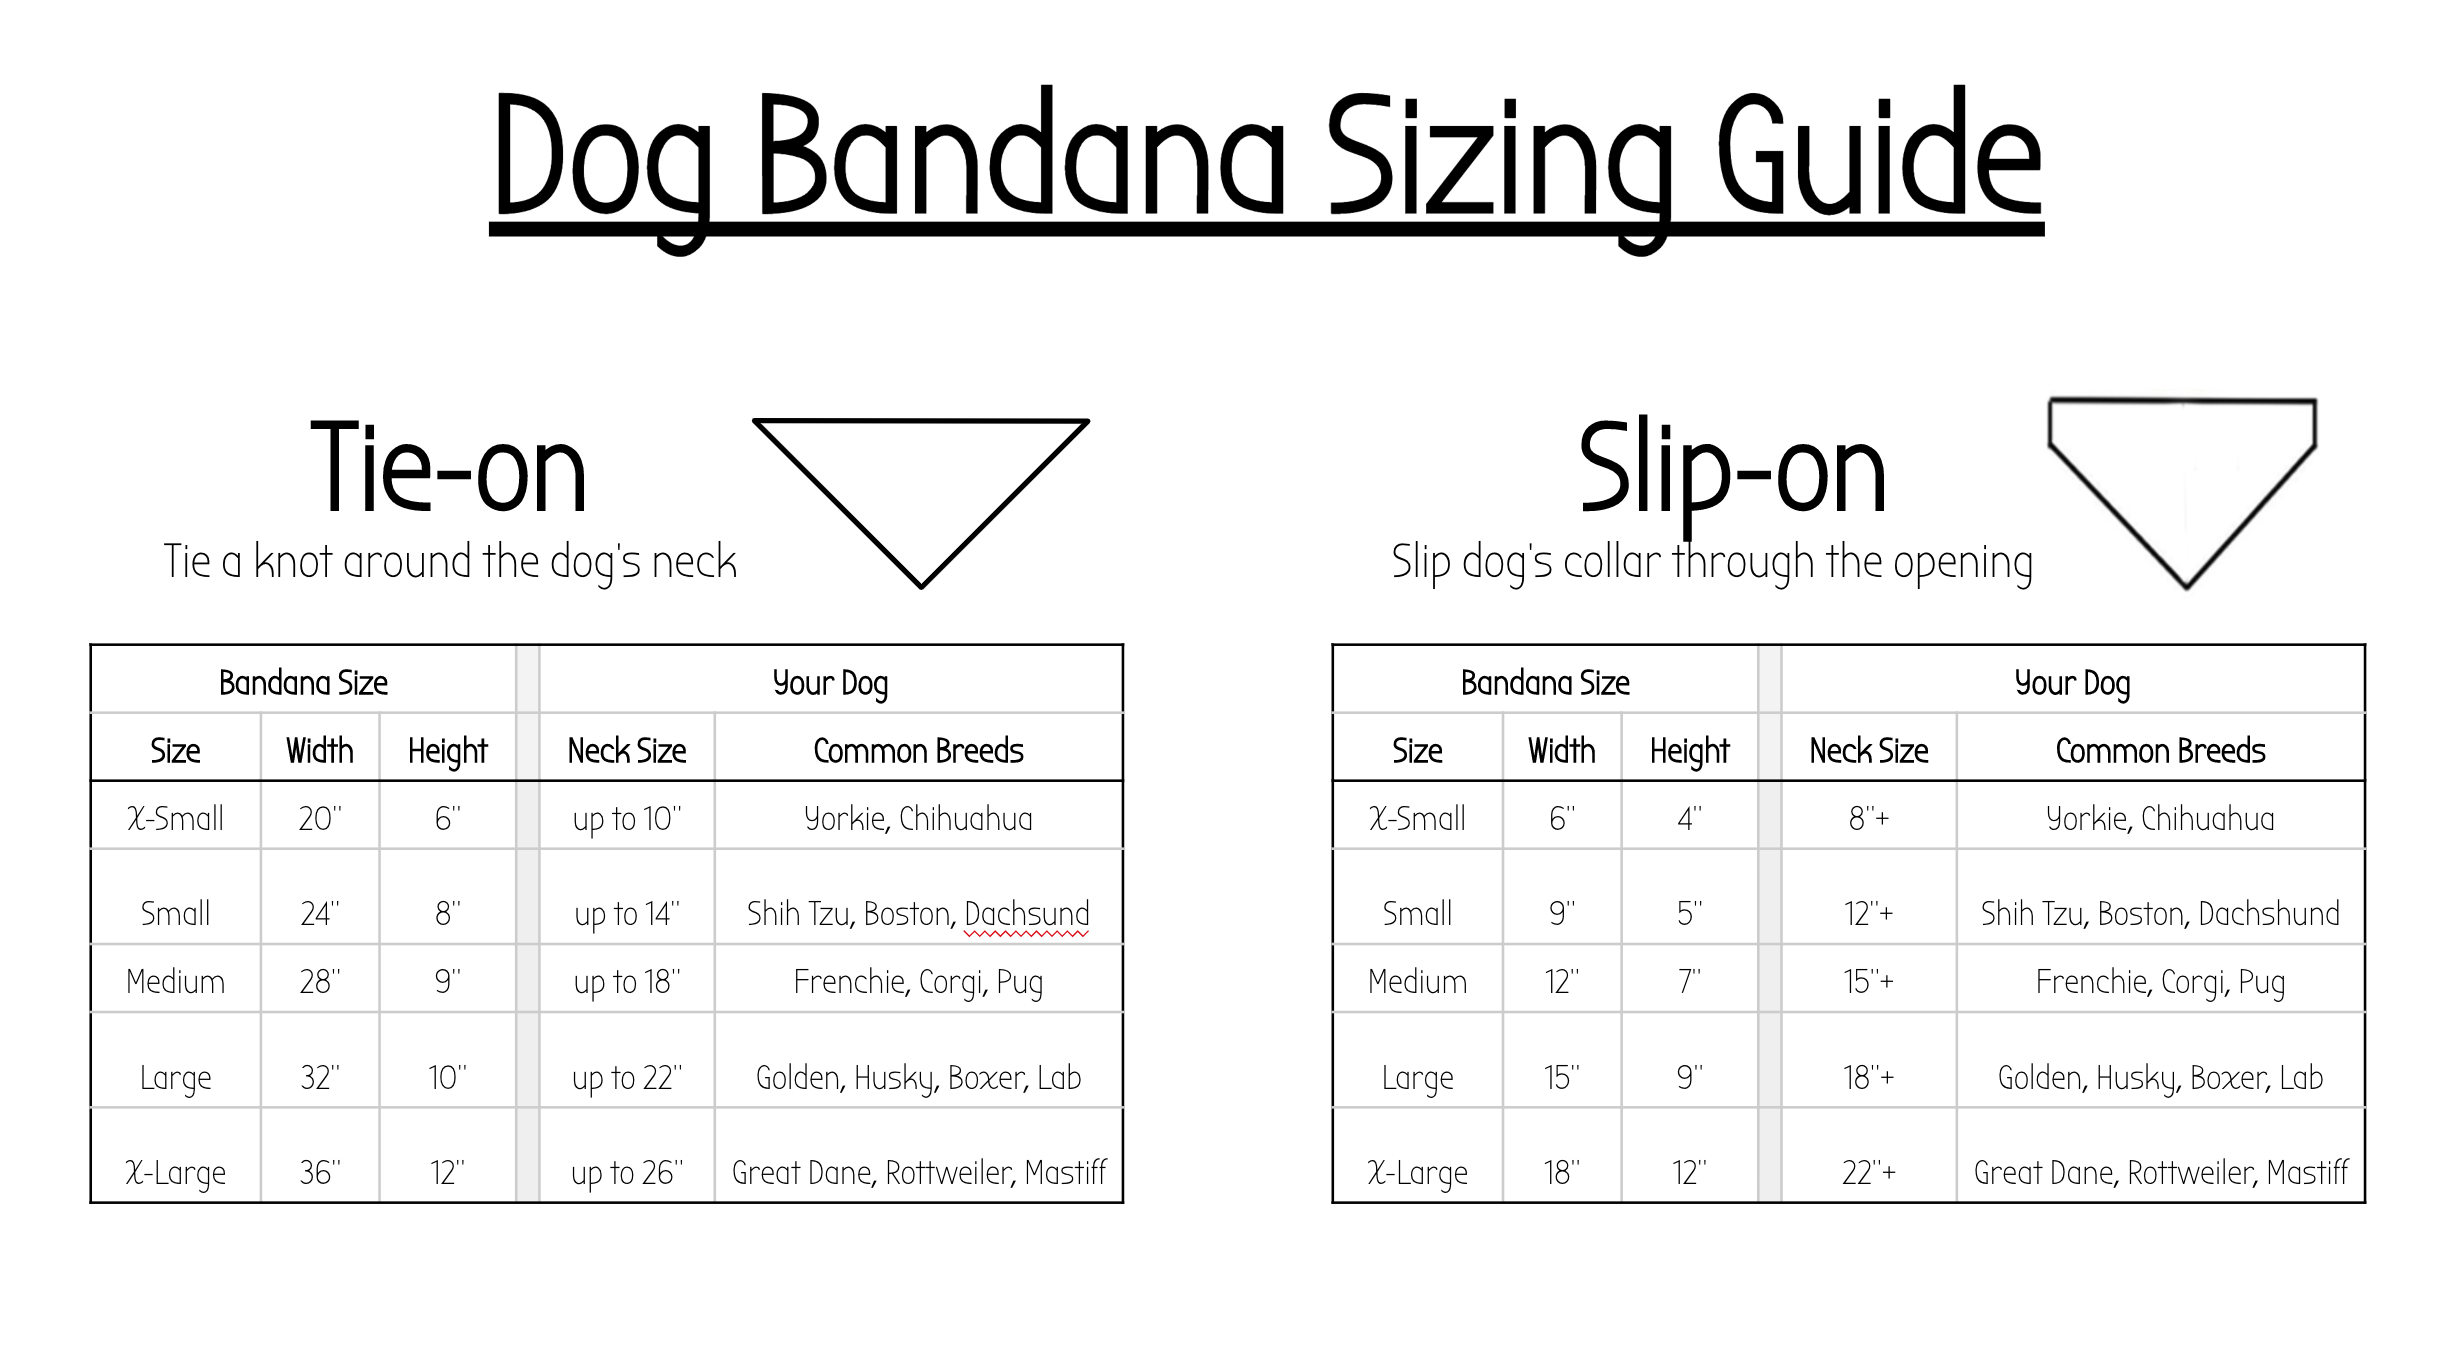 Dog Bandana Sizing Guide
Tie-on
Tie a knot around the dog's neck
Bandana Size Your Dog
Size Width Height Neck Size Common Breeds
X-Small 20" 6" up to 10" Yorkie, Chihuahua
Small 24" 8" up to 14" Shih Tzu, Boston, Dachsund
Medium 28" 9" up to 18" Frenchie, Corgi, Pug
Large 32" 10" up to 22" Golden, Husky, Boxer, Lab
X-Large 36" 12" up to 26" Great Dane, Rottweiler, Mastiff
Slip-on
Slip dog's collar through the opening
Bandana Size Your Dog
Size Width Height Neck Size Common Breeds
X-Small 6" 4" 8"+ Yorkie, Chihuahua
Small 9" 5" 12"+ Shih Tzu, Boston, Dachshund
Medium 12" 7" 15"+ Frenchie, Corgi, Pug
Large 15" 9" 18"+ Golden, Husky, Boxer, Lab
X-Large 18" 12" 22"+ Great Dane, Rottweiler, Mastiff